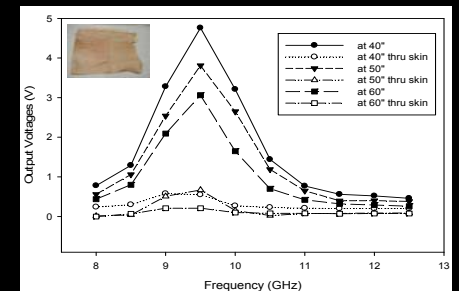 5
4
3
2
1
0
Output Voltages (V)
at 40"
at 40" thru skin
at 50"
at 50" thru skin
at 60"
at 60" thru skin
8 9 10 11 12 13
Frequency (GHz)